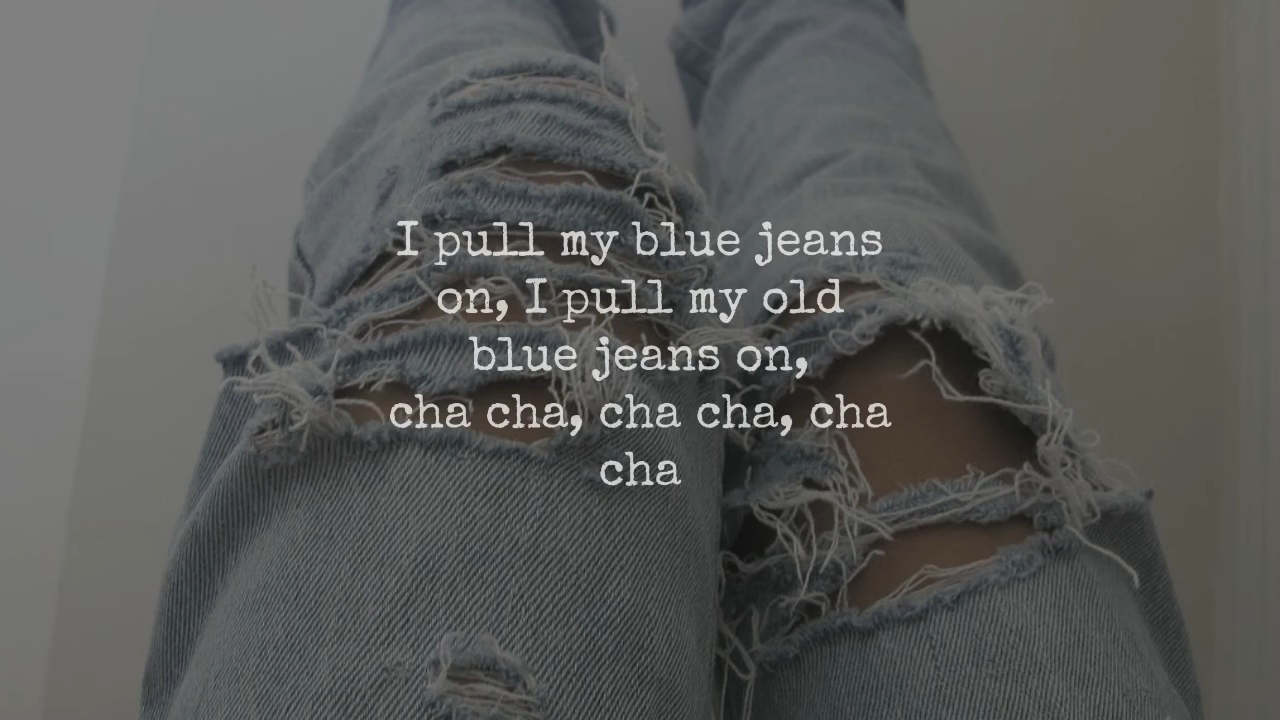 I pull my blue jeans
on, I pull my old
blue jeans on,
cha cha, cha cha, cha
cha